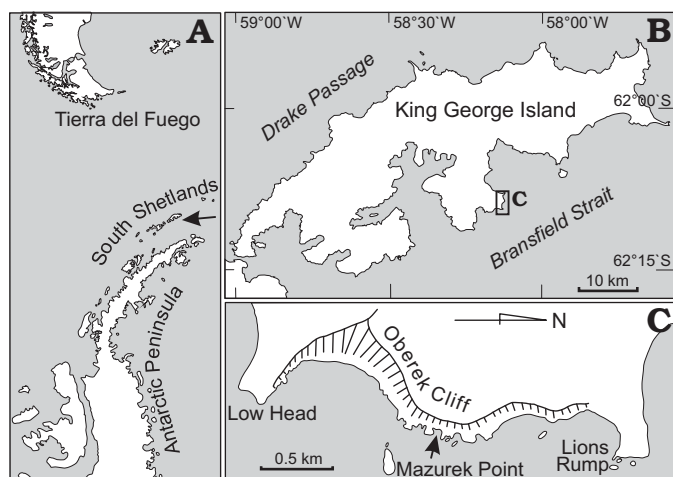 A
Tierra del Fuego
South Shetlands
Antarctic Peninsula
59°00`W
58°30`W
58°00`W
B
Drake Passage
King George Island
62°00`S
C
Bransfield Strait
62°15`S
10 km
C
N
Oberek Cliff
Low Head
0.5 km
Mazurek Point
Lions
Rump